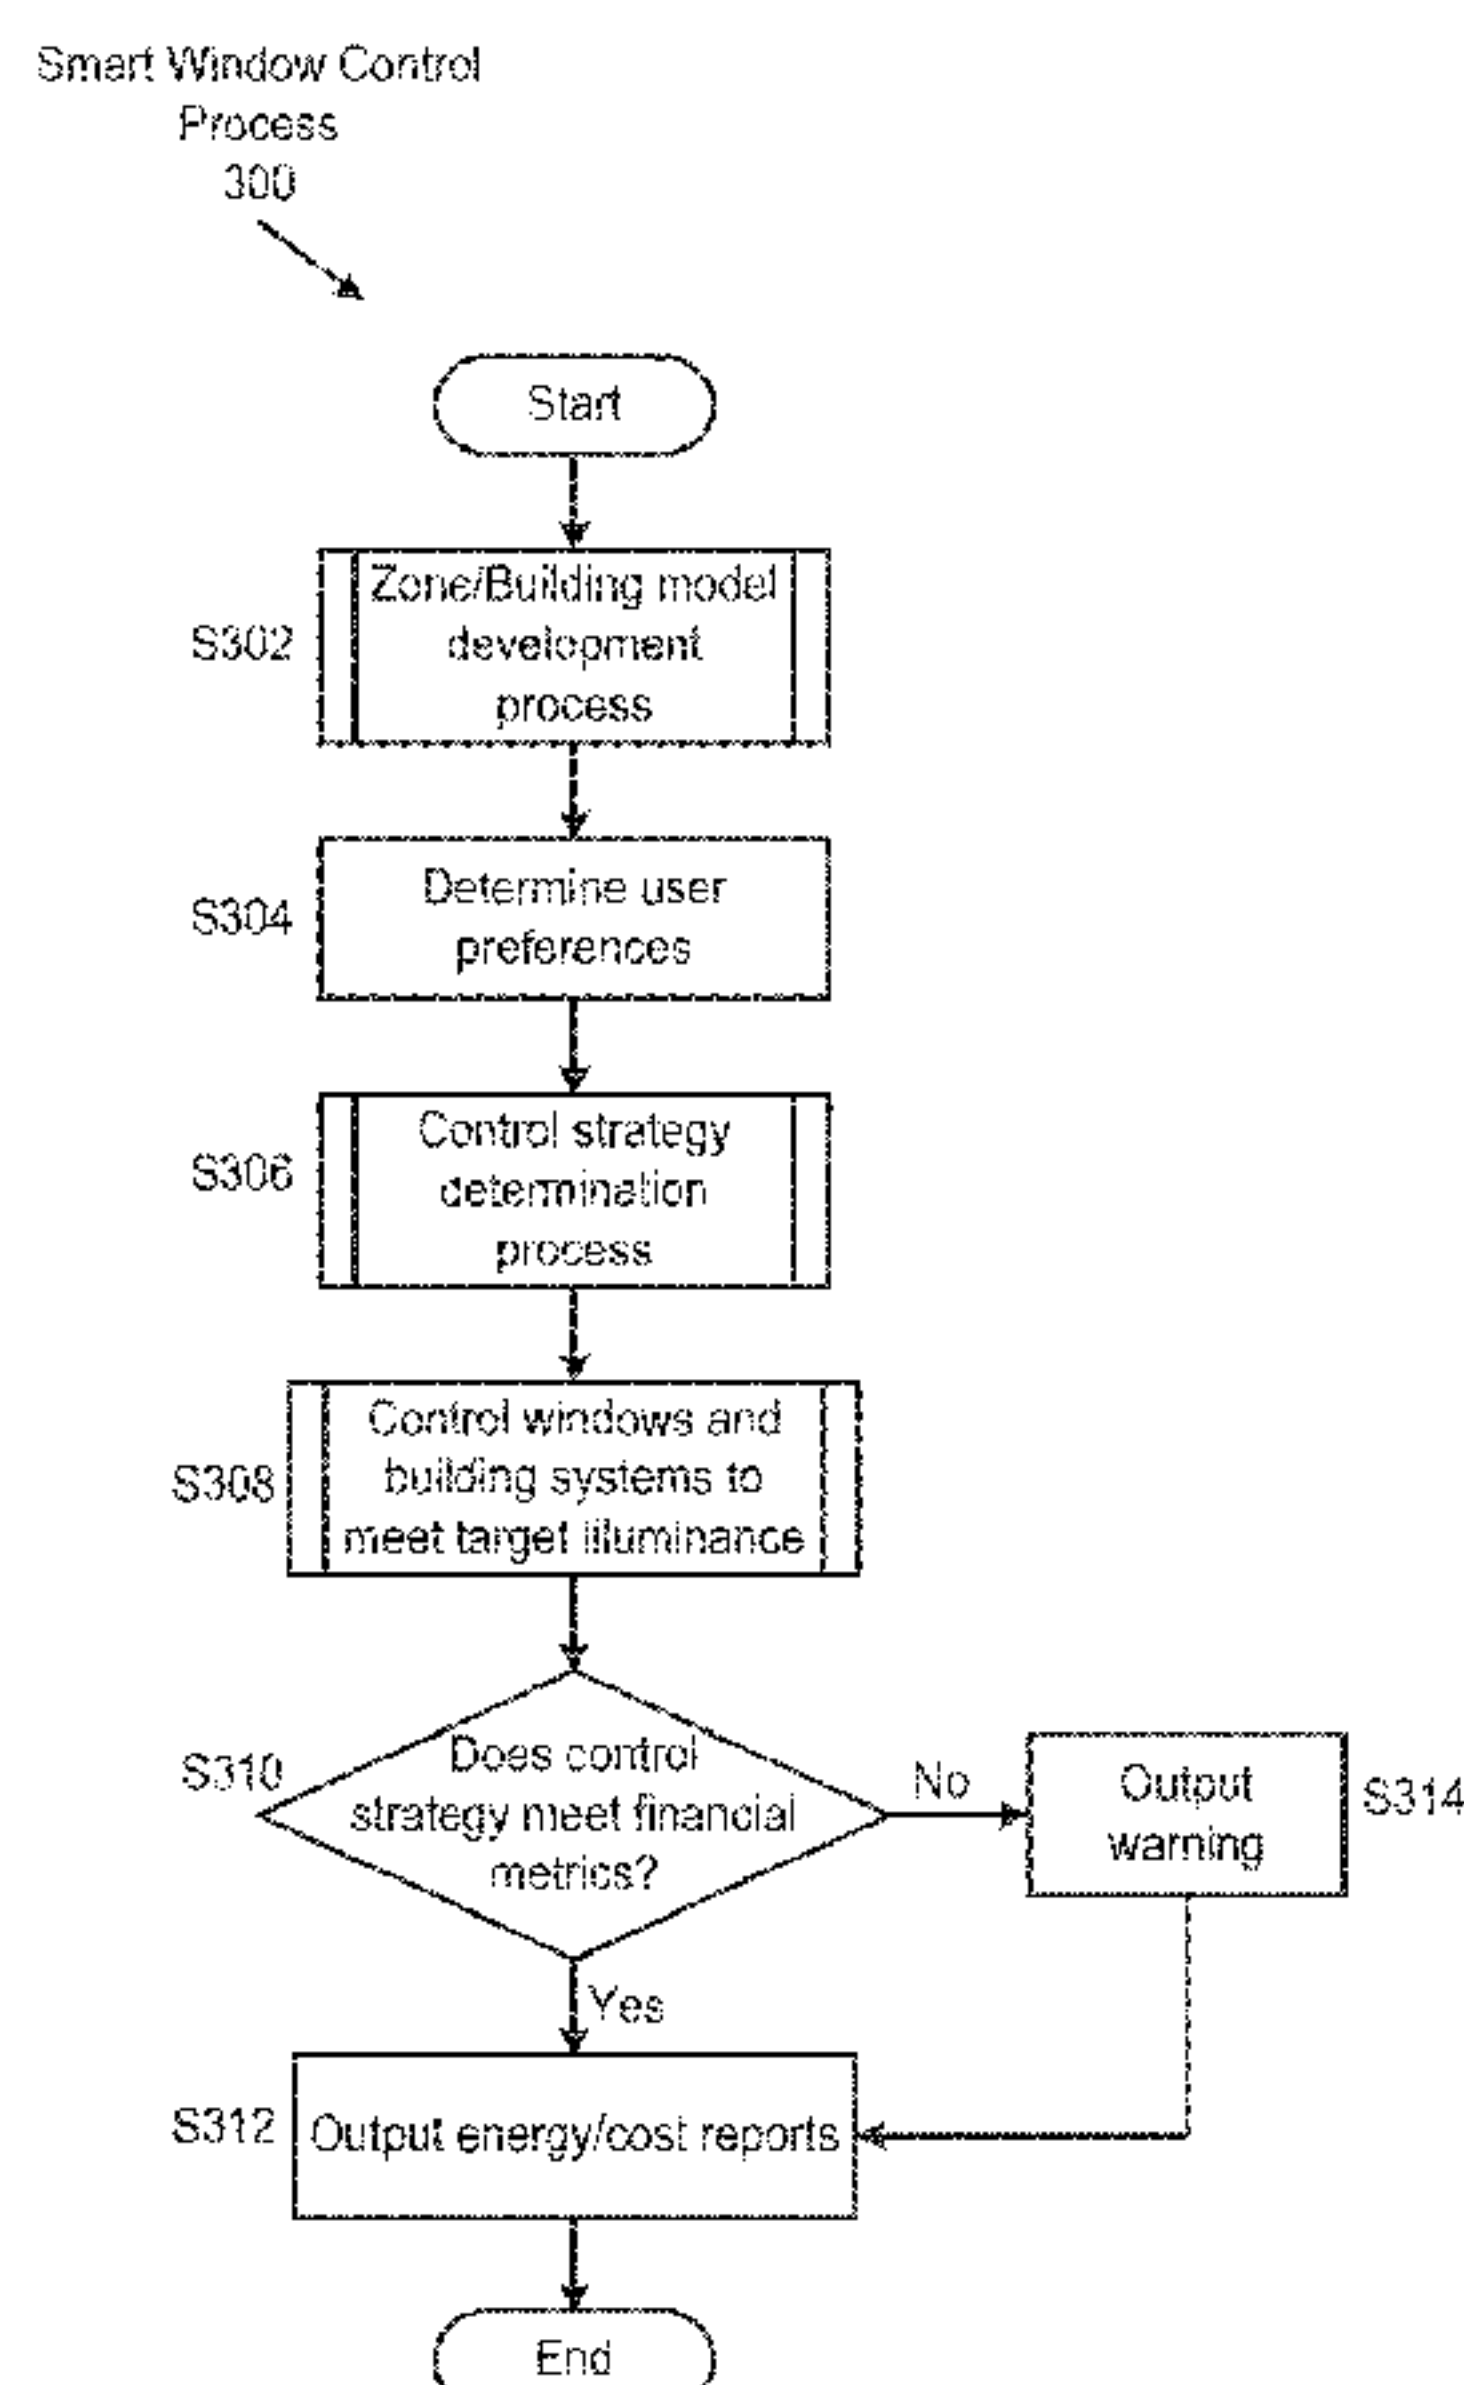 Smart Window Control
Process
300
Start
S302
Zone/Building model
development
process
S304
Determine user
preferences
S306
Control strategy
determination
process
S308
Control windows and
building systems to
meet target illuminance
S310
Does control
strategy meet financial
metrics?
No
Output
warning
S314
Yes
S312
Output energy/cost reports
End